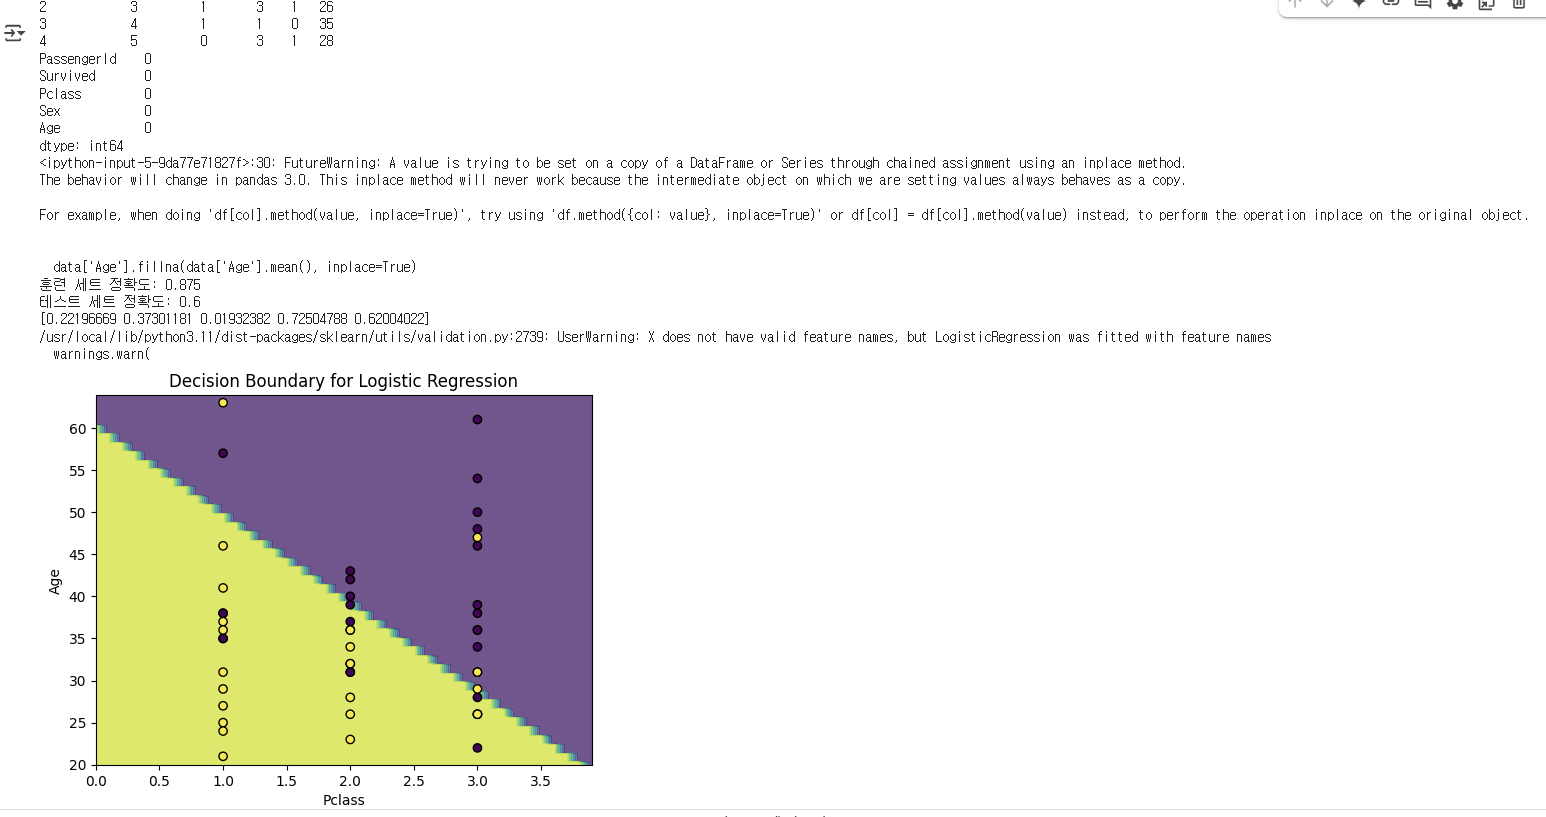 2 3 1 3 1 26
3 4 1 1 0 35
4 5 0 3 1 28
PassengerId 0
Survived 0
Pclass 0
Sex 0
Age 0
dtype: int64
<ipython-input-5-9da77e71827f>:30: FutureWarning: A value is trying to be set on a copy of a DataFrame or Series through chained assignment using an inplace method.
The behavior will change in pandas 3.0. This inplace method will never work because the intermediate object on which we are setting values always behaves as a copy.
For example, when doing 'df[col].method(value, inplace=True)', try using 'df.method({col: value}, inplace=True)' or df[col] = df[col].method(value) instead, to perform the operation inplace on the original object.
data['Age'].fillna(data['Age'].mean(), inplace=True)
훈련 세트 정확도: 0.875
테스트 세트 정확도: 0.6
[0.22196669 0.37301181 0.01932382 0.72504788 0.62004022]
/usr/local/lib/python3.11/dist-packages/sklearn/utils/validation.py:2739: UserWarning: X does not have valid feature names, but LogisticRegression was fitted with feature names
warnings.warn(
Decision Boundary for Logistic Regression
60
55
50
45
Age
40
35
30
25
20
0.0 0.5 1.0 1.5 2.0 2.5 3.0 3.5
Pclass